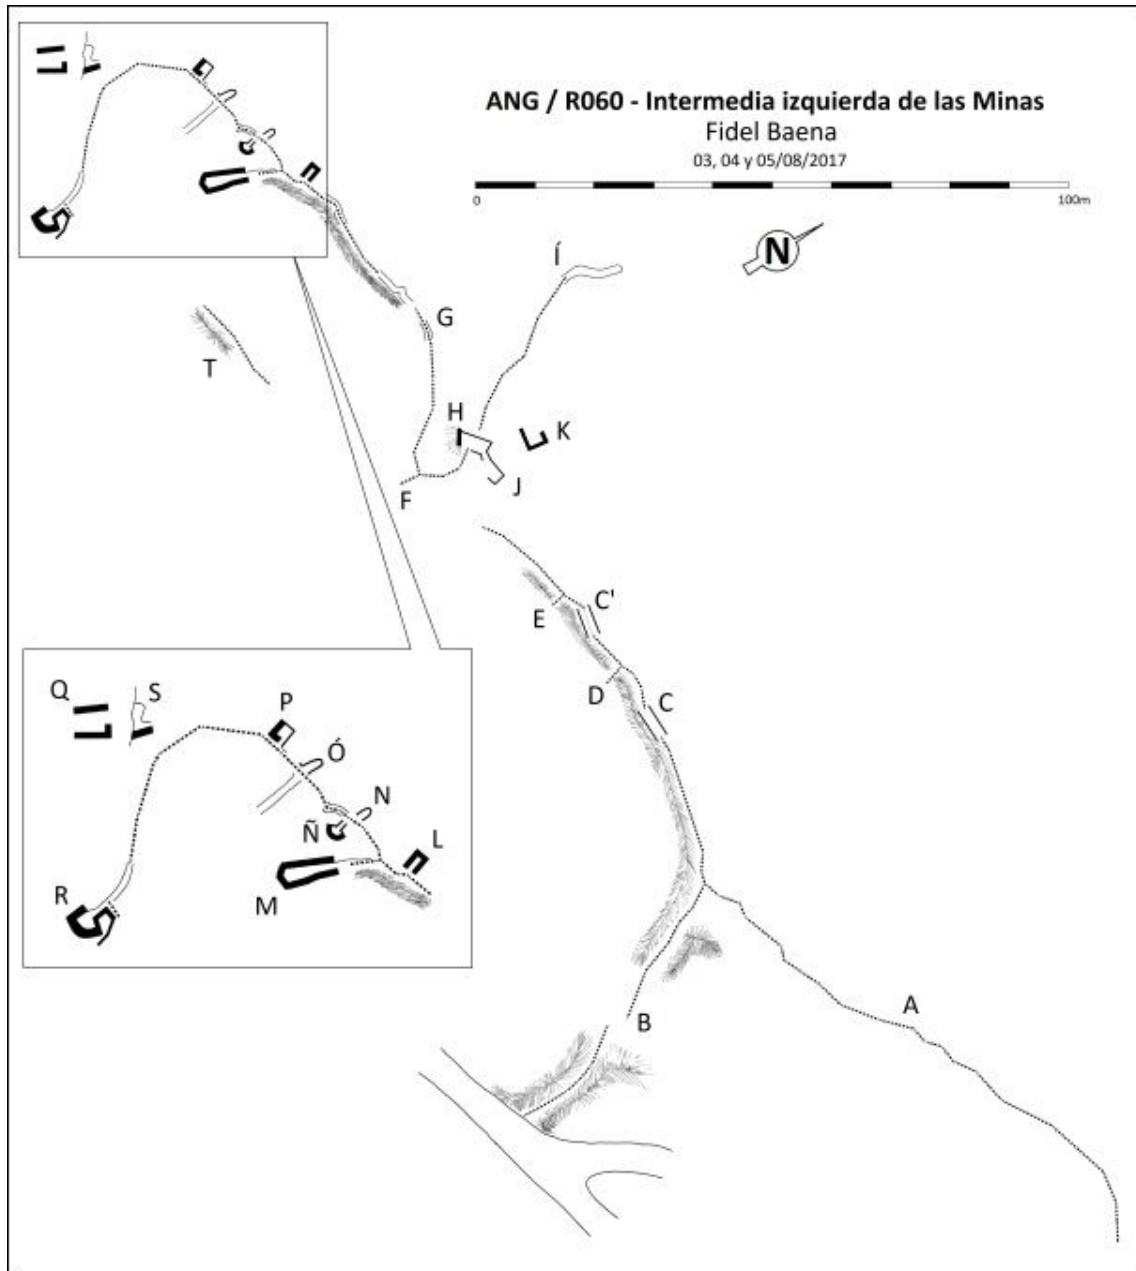 ANG / R060 - Intermedia izquierda de las Minas
Fidel Baena
03, 04 y 05/08/2017
0 100m
N
Í
G
T
H
K
J
F
C'
E
D
C
Q S P
Ó
N
Ñ
L
R M
A
B